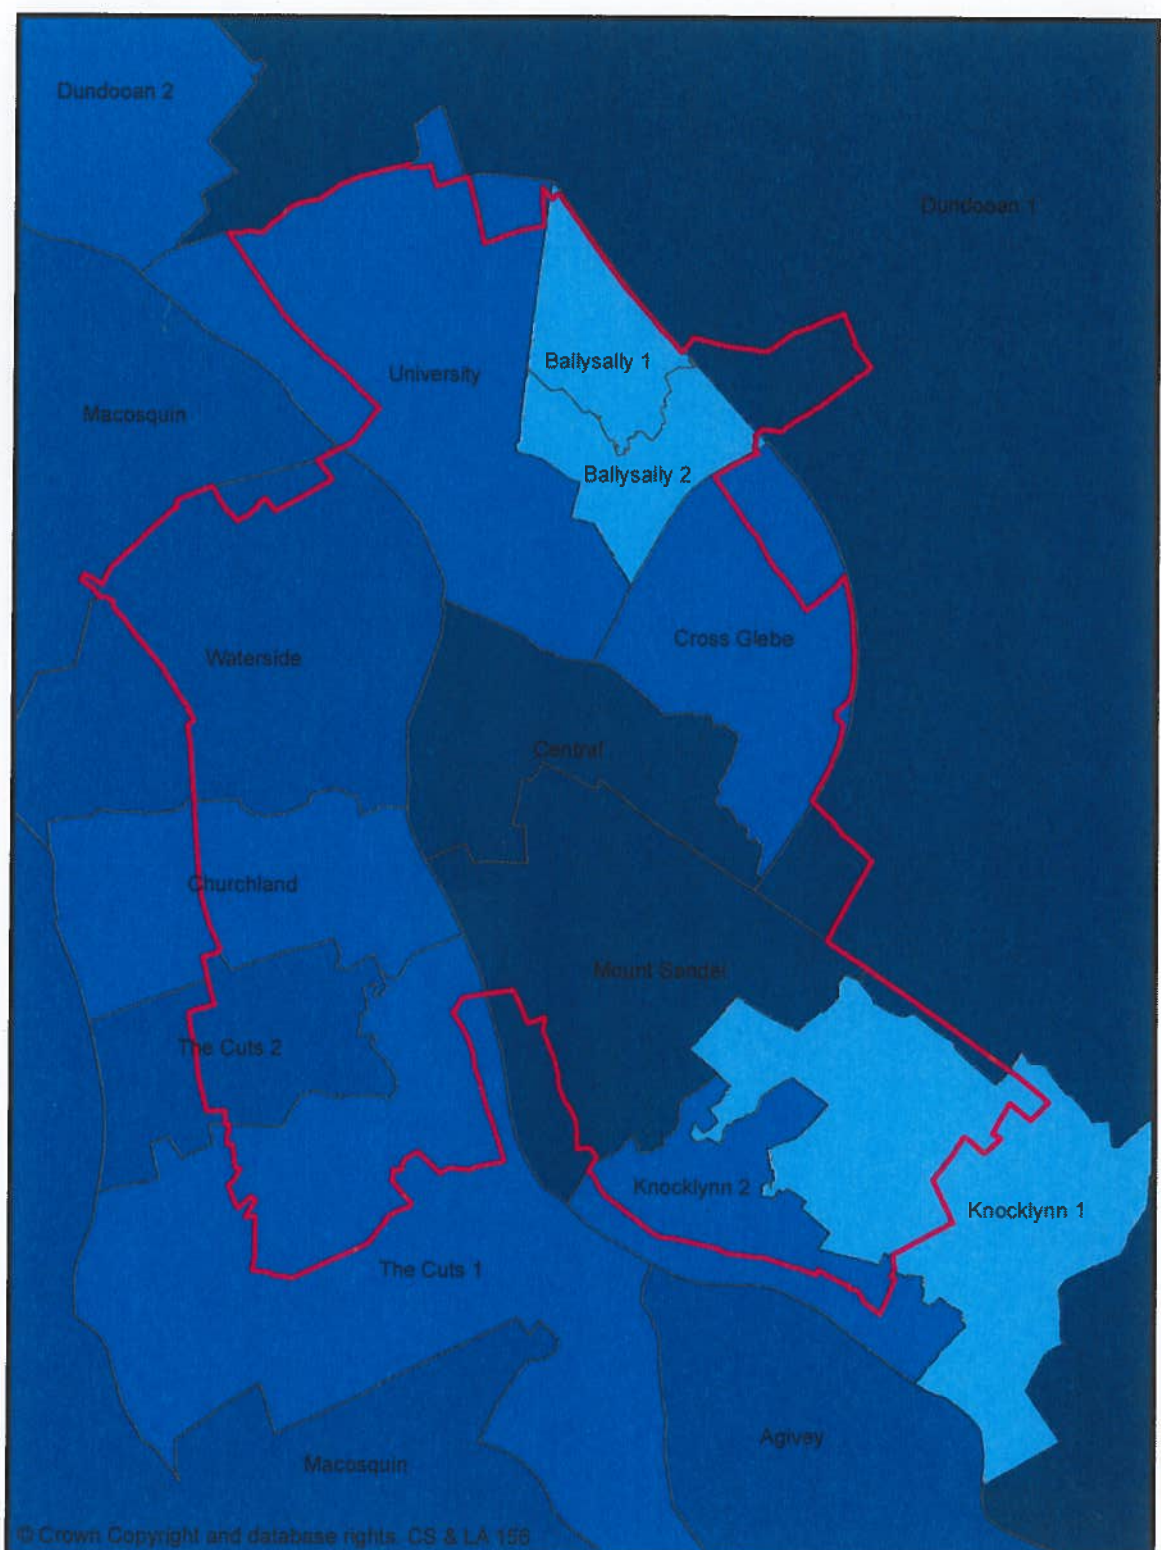 Dundooan 2
Dundooan 1
Ballysally 1
University
Macosquin
Ballysally 2
Cross Glebe
Waterside
Central
Churchland
Mount Sandel
The Cuts 2
Knocklynn 2
Knocklynn 1
The Cuts 1
Agivey
Macosquin
© Crown Copyright and database rights. CS & LA 156